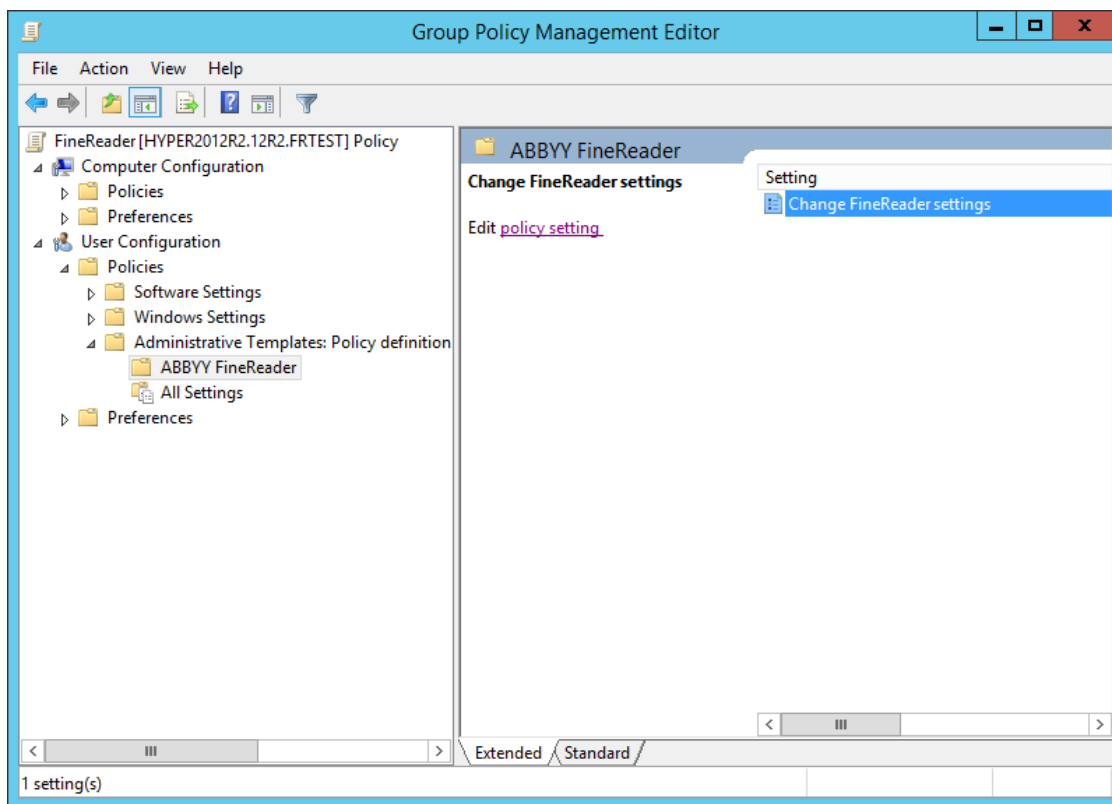 Group Policy Management Editor
File Action View Help
FineReader [HYPER2012R2.12R2.FRTEST] Policy
Computer Configuration
Policies
Preferences
User Configuration
Policies
Software Settings
Windows Settings
Administrative Templates: Policy definition
ABBYY FineReader
All Settings
Preferences
ABBYY FineReader
Change FineReader settings
Edit policy setting
Setting
Change FineReader settings
Extended Standard
1 setting(s)